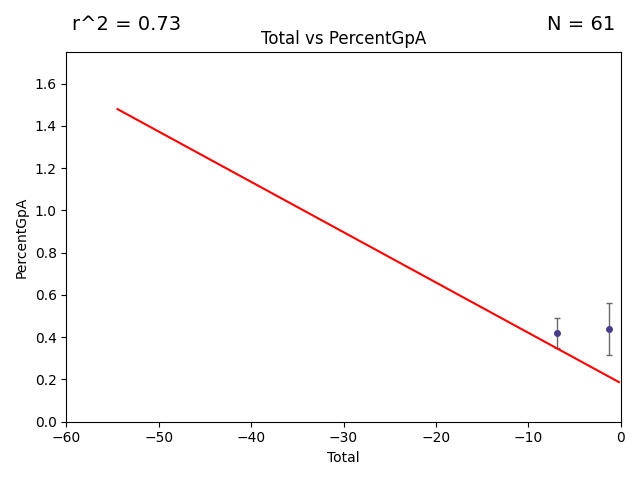 r^2 = 0.73
N = 61
Total vs PercentGpA
1.6
1.4
1.2
1.0
0.8
0.6
0.4
0.2
0.0
PercentGpA
−60 −50 −40 −30 −20 −10 0
Total